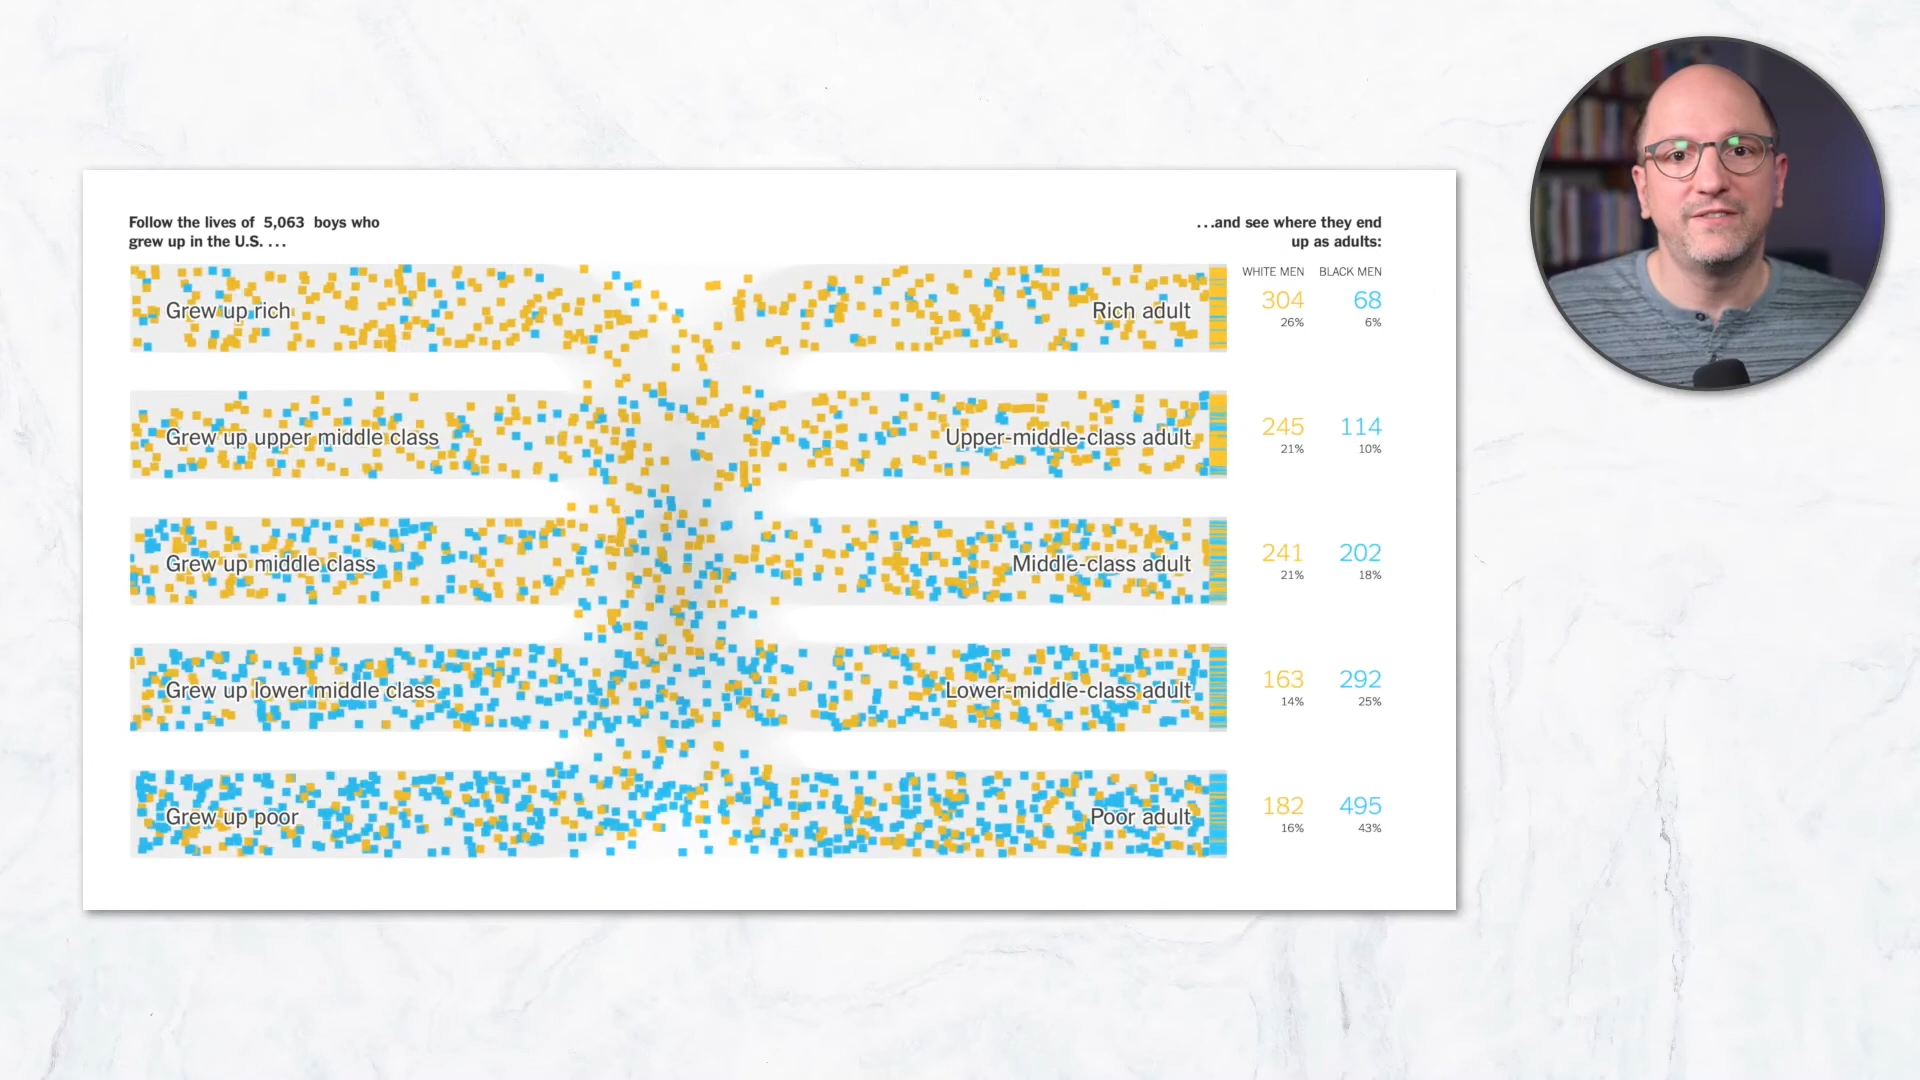 Follow the lives of 5,063 boys who
grew up in the U.S. ...
...and see where they end
up as adults:
WHITE MEN BLACK MEN
Grew up rich
Rich adult
304 68
26% 6%
Grew up upper middle class
Upper-middle-class adult
245 114
21% 10%
Grew up middle class
Middle-class adult
241 202
21% 18%
Grew up lower middle class
Lower-middle-class adult
163 292
14% 25%
Grew up poor
Poor adult
182 495
16% 43%